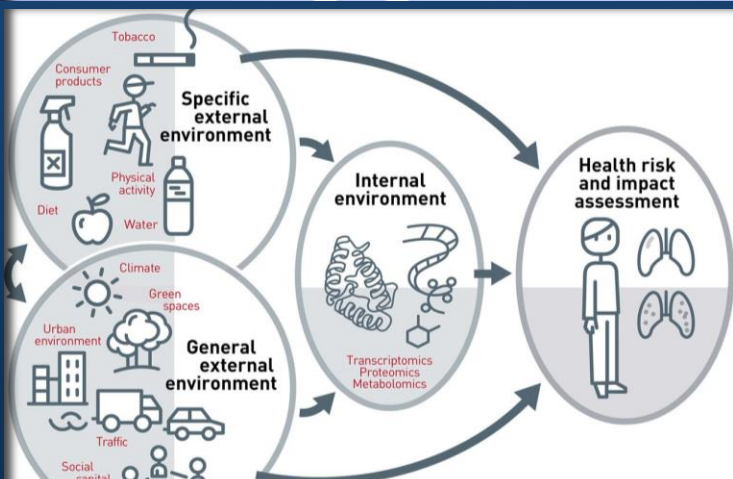 Tobacco
Consumer
products
Specific
external
environment
Physical
activity
Diet
Water
Climate
Green
spaces
Urban
environment
General
external
environment
Traffic
Social
capital
Internal
environment
Transcriptomics
Proteomics
Metabolomics
Health risk
and impact
assessment